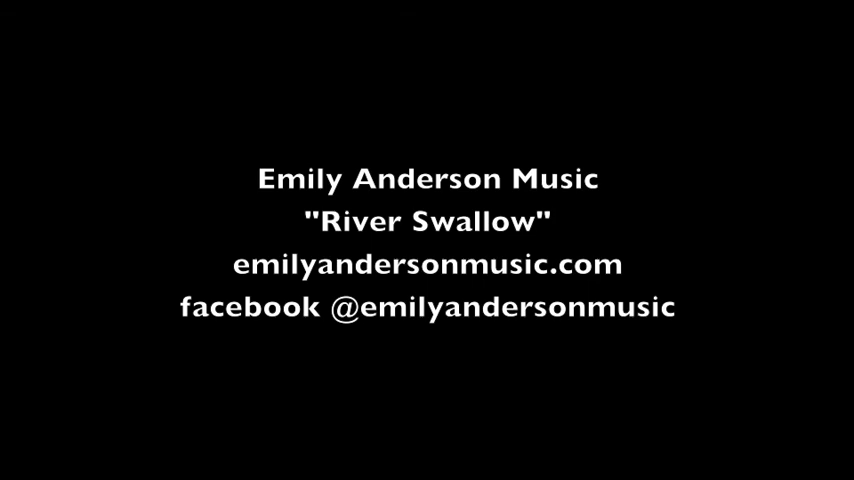 Emily Anderson Music
"River Swallow"
emilyandersonmusic.com
facebook @emilyandersonmusic